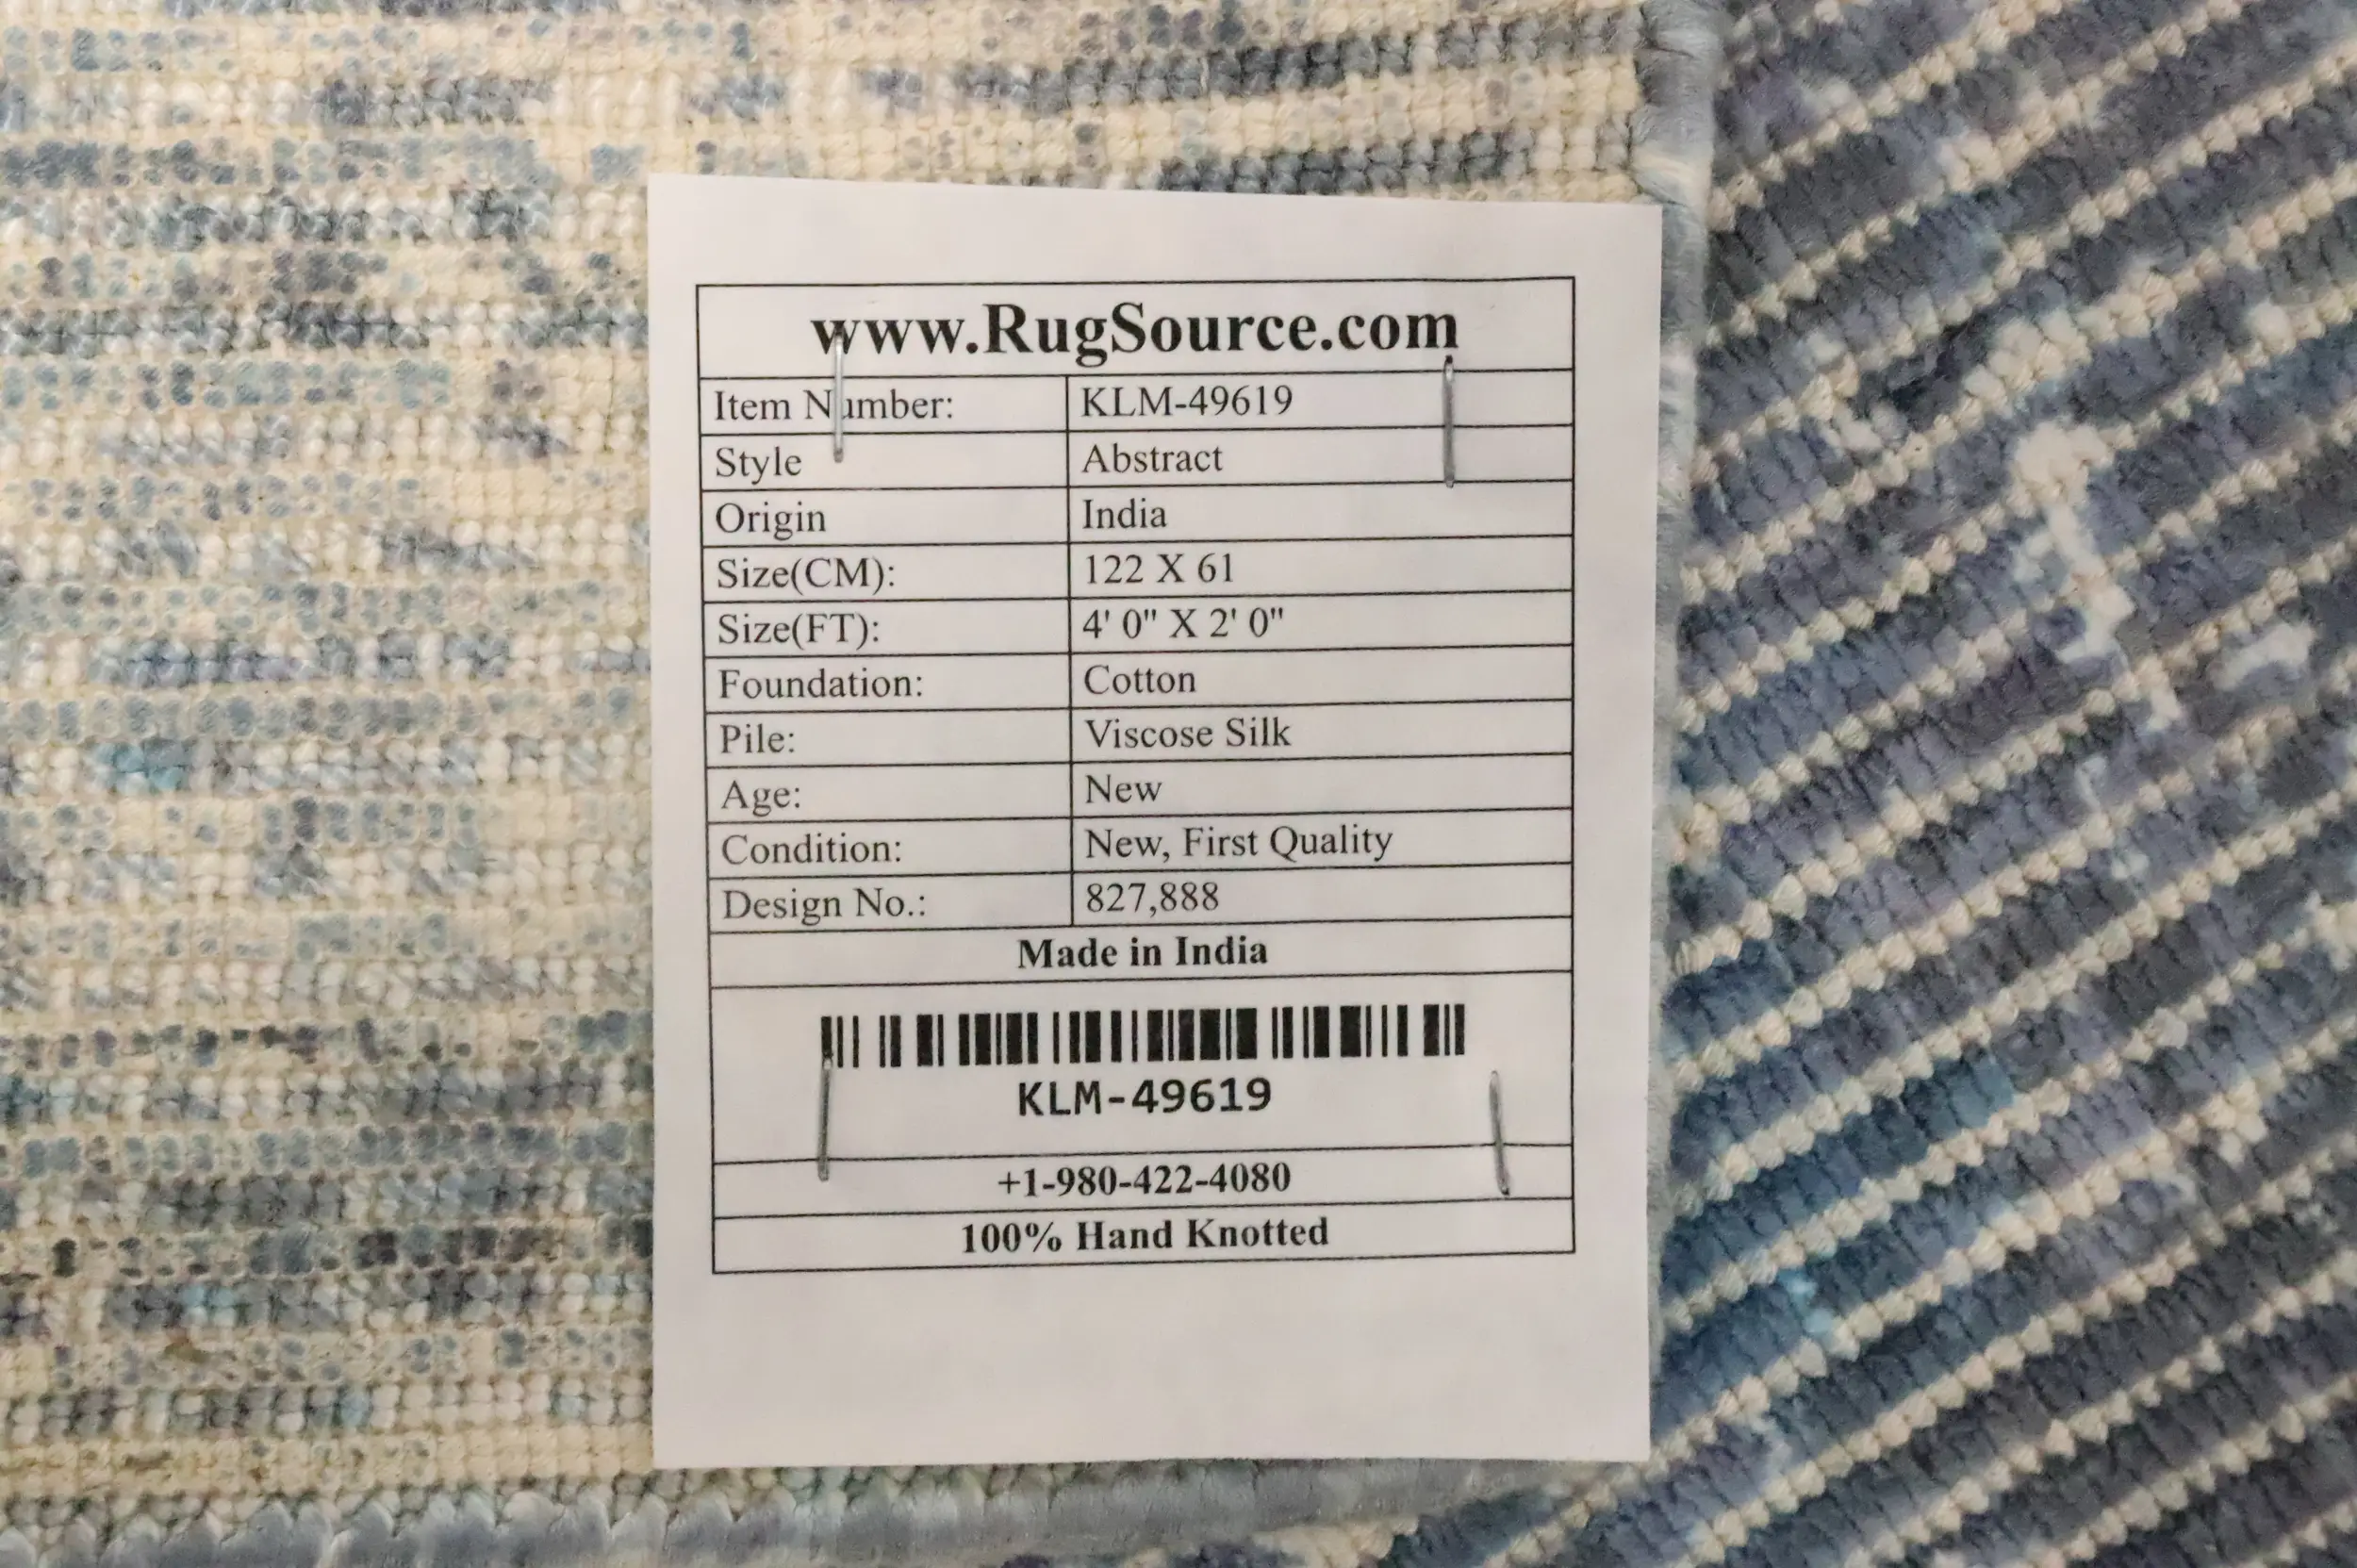 www.RugSource.com
Item Number: KLM-49619
Style Abstract
Origin India
Size(CM): 122 X 61
Size(FT): 4' 0" X 2' 0"
Foundation: Cotton
Pile: Viscose Silk
Age: New
Condition: New, First Quality
Design No.: 827,888
Made in India
KLM-49619
+1-980-422-4080
100% Hand Knotted